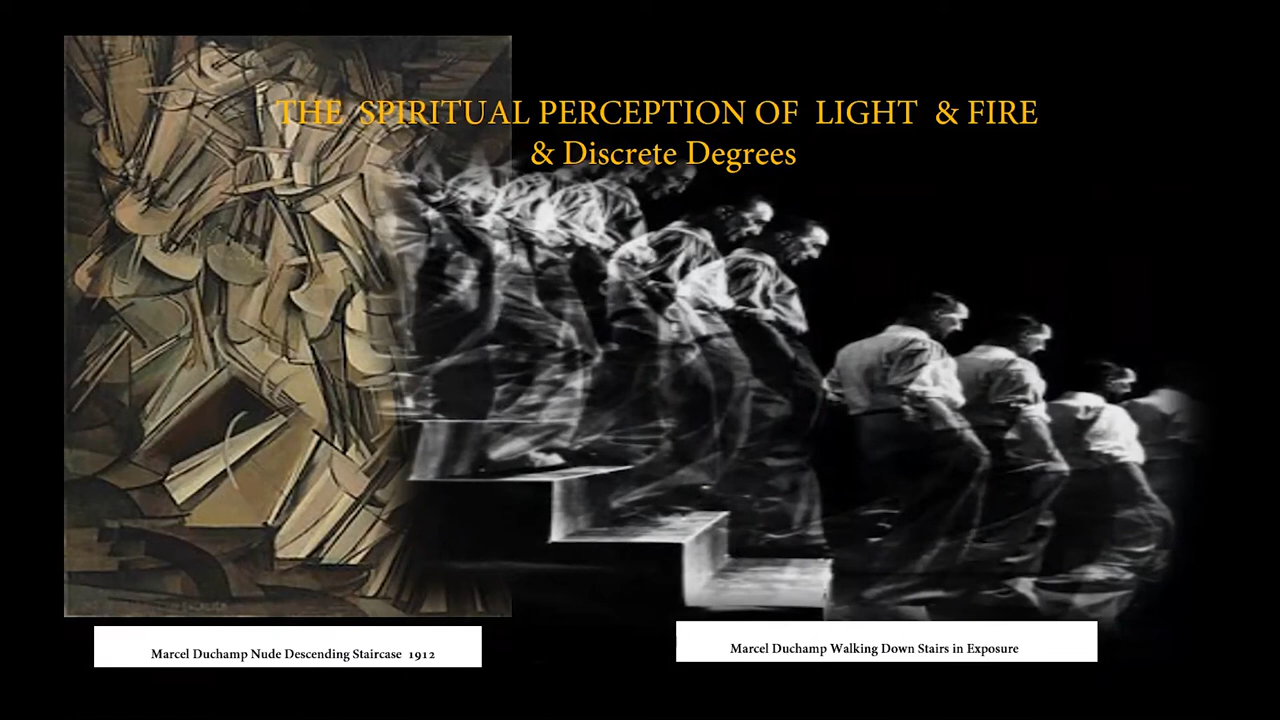 THE SPIRITUAL PERCEPTION OF LIGHT & FIRE
& Discrete Degrees
Marcel Duchamp Nude Descending Staircase 1912
Marcel Duchamp Walking Down Stairs in Exposure